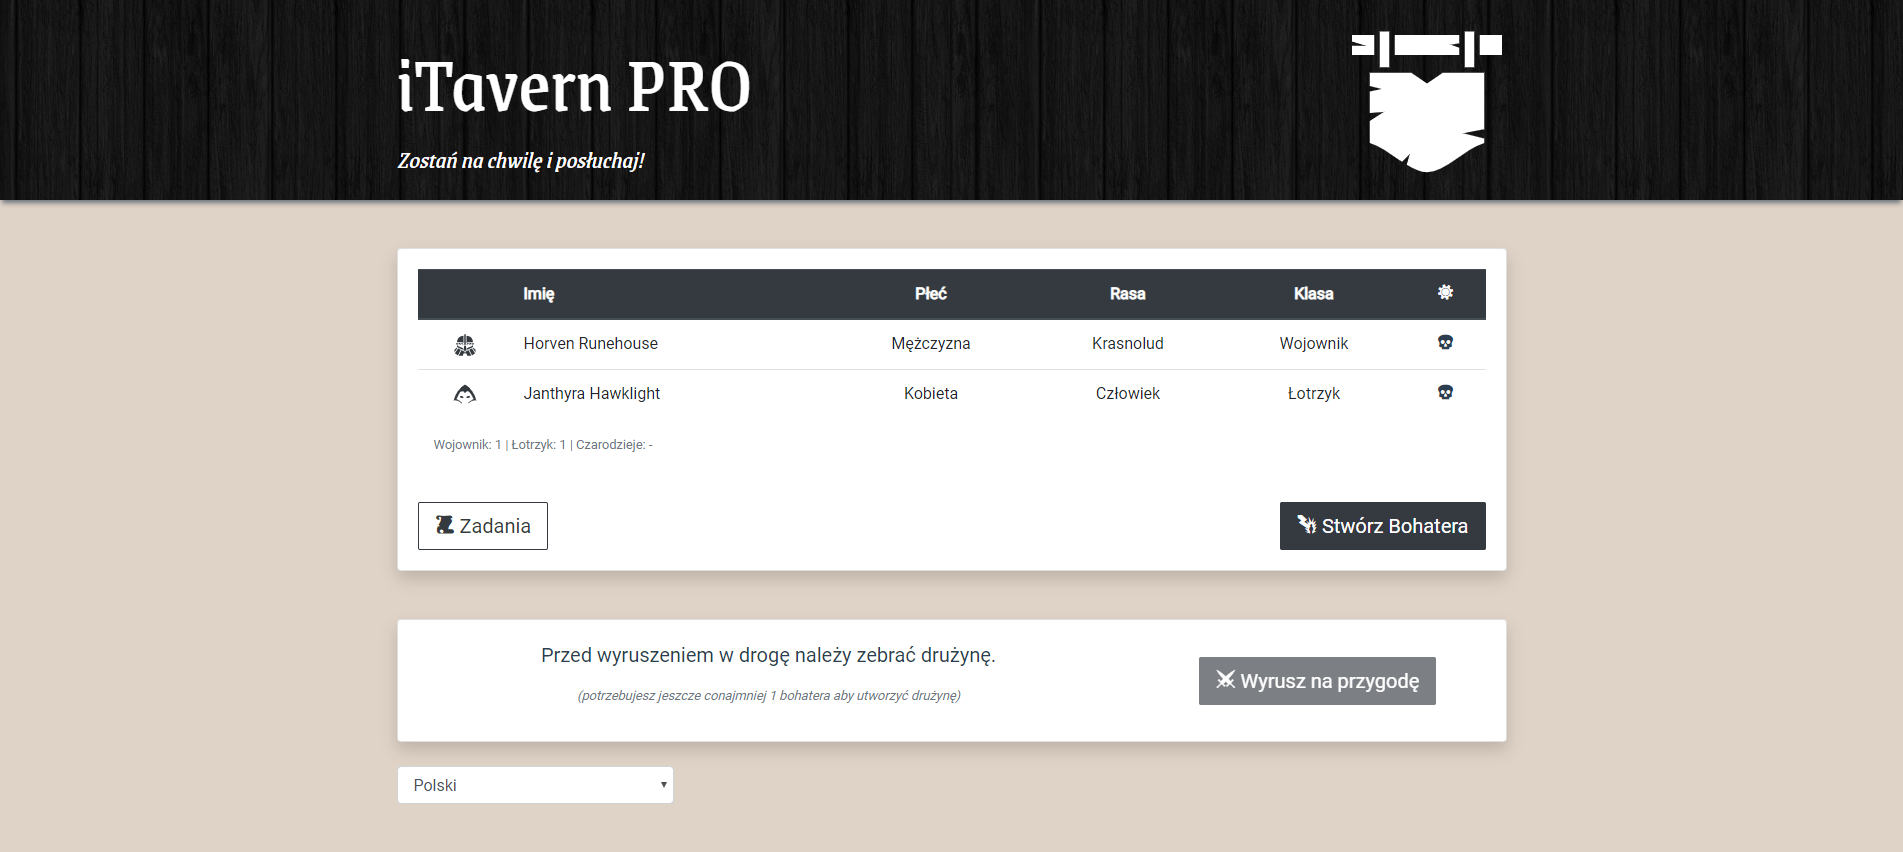 iTavern PRO
Zostań na chwilę i posłuchaj!
Imię Płeć Rasa Klasa
Horven Runehouse Mężczyzna Krasnolud Wojownik
Janthyra Hawklight Kobieta Człowiek Łotrzyk
Wojownik: 1 | Łotrzyk: 1 | Czarodzieje: -
Zadania Stwórz Bohatera
Przed wyruszeniem w drogę należy zebrać drużynę.
(potrzebujesz jeszcze conajmniej 1 bohatera aby utworzyć drużynę)
Wyrusz na przygodę
Polski